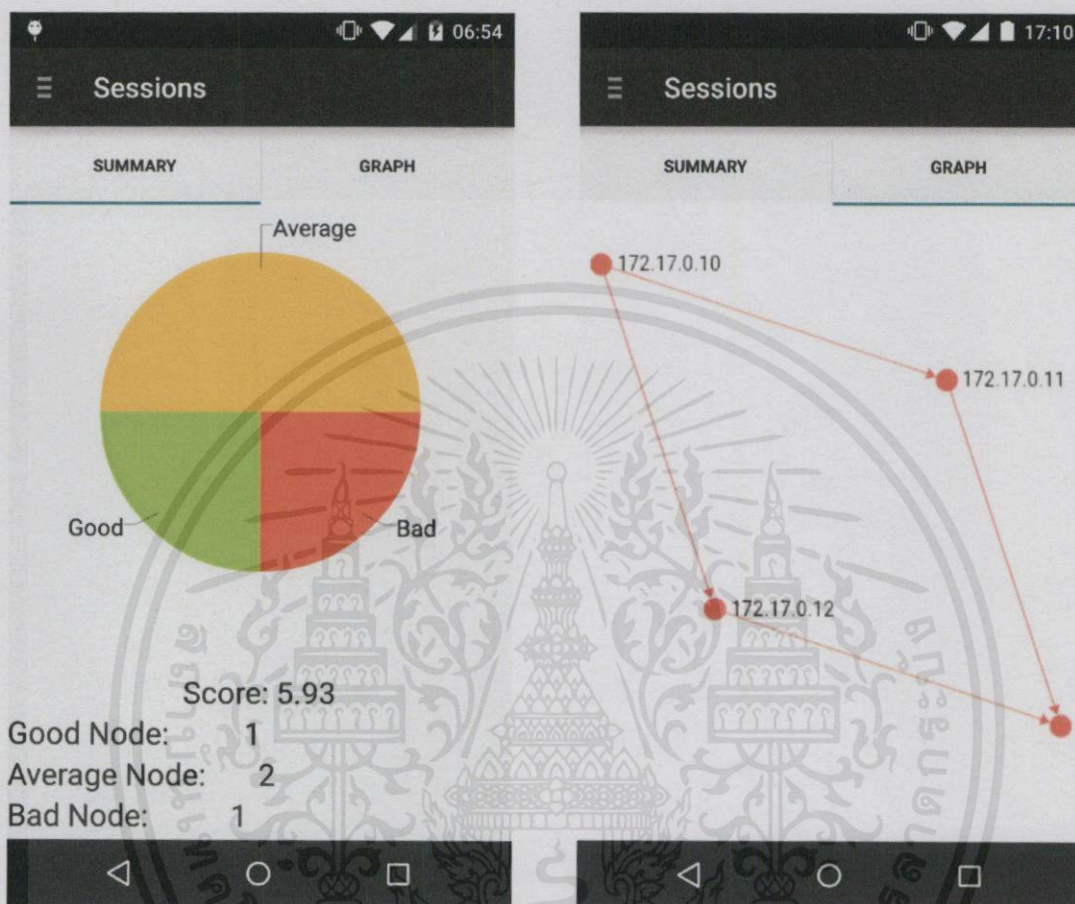 06:54
Sessions
SUMMARY GRAPH
Average
Good
Bad
Score: 5.93
Good Node: 1
Average Node: 2
Bad Node: 1
17:10
Sessions
SUMMARY GRAPH
172.17.0.10
172.17.0.11
172.17.0.12